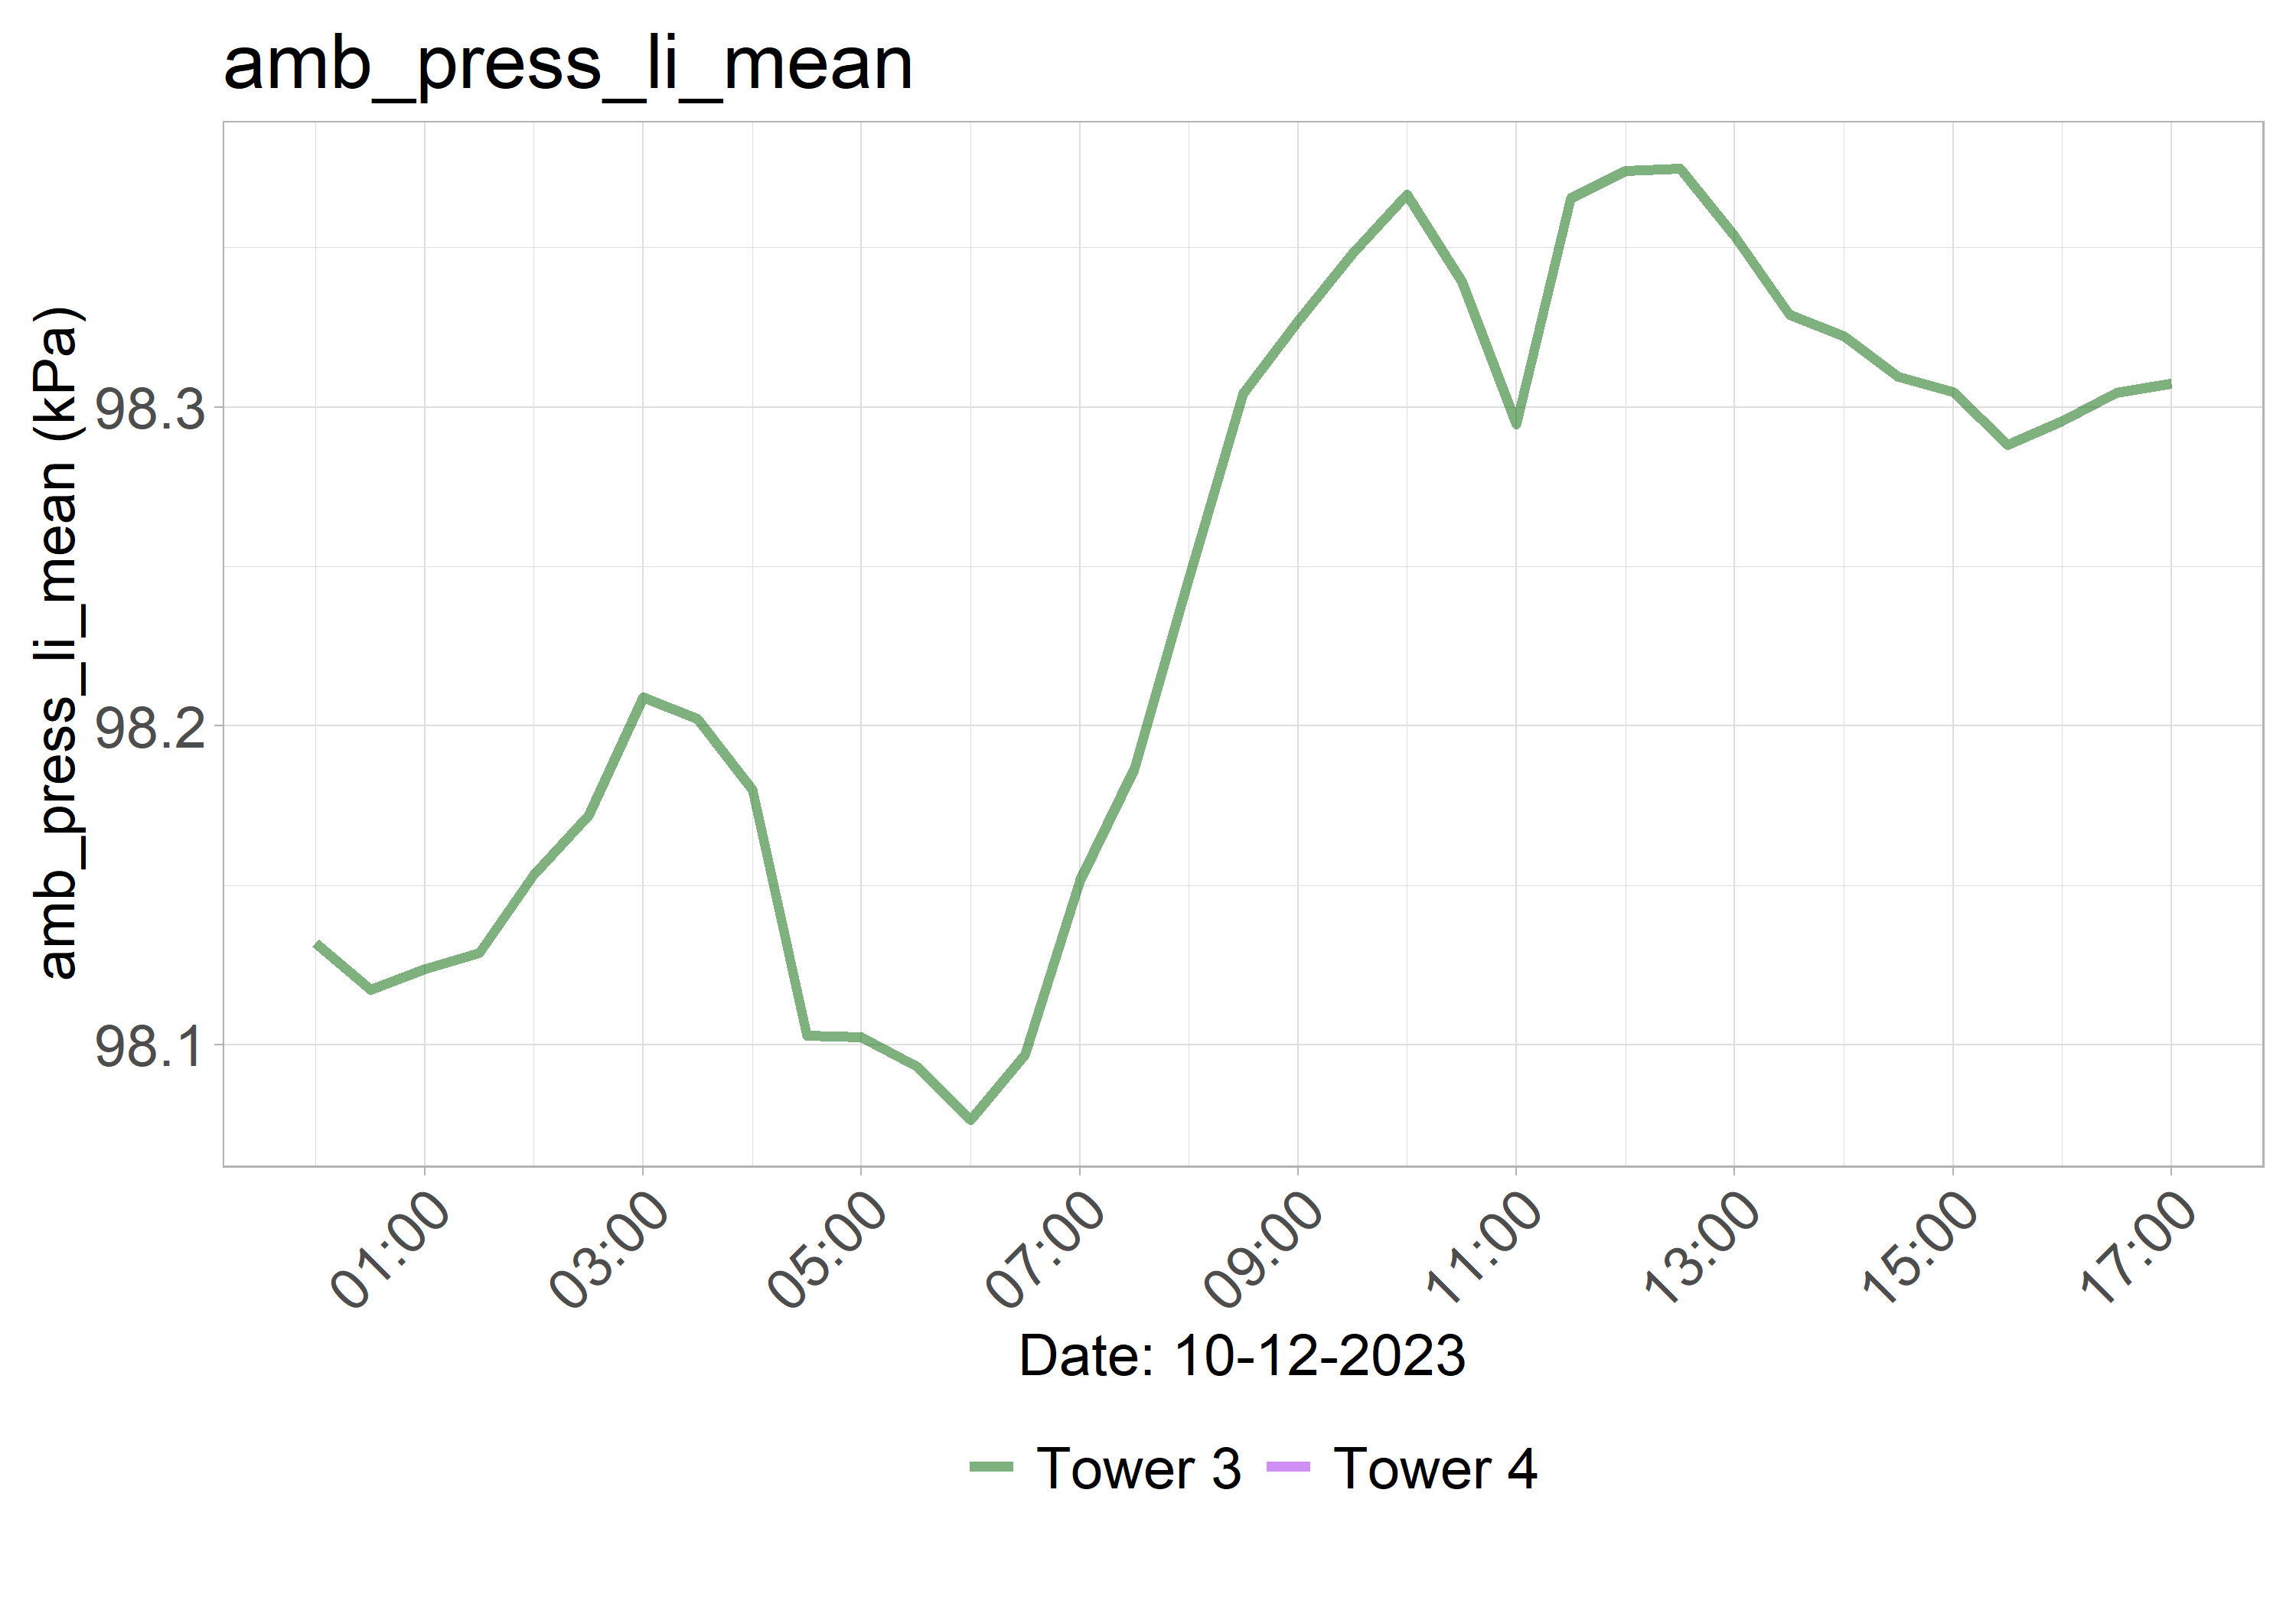 amb_press_li_mean
amb_press_li_mean (kPa)
98.3
98.2
98.1
01:00 03:00 05:00 07:00 09:00 11:00 13:00 15:00 17:00
Date: 10-12-2023
Tower 3 Tower 4